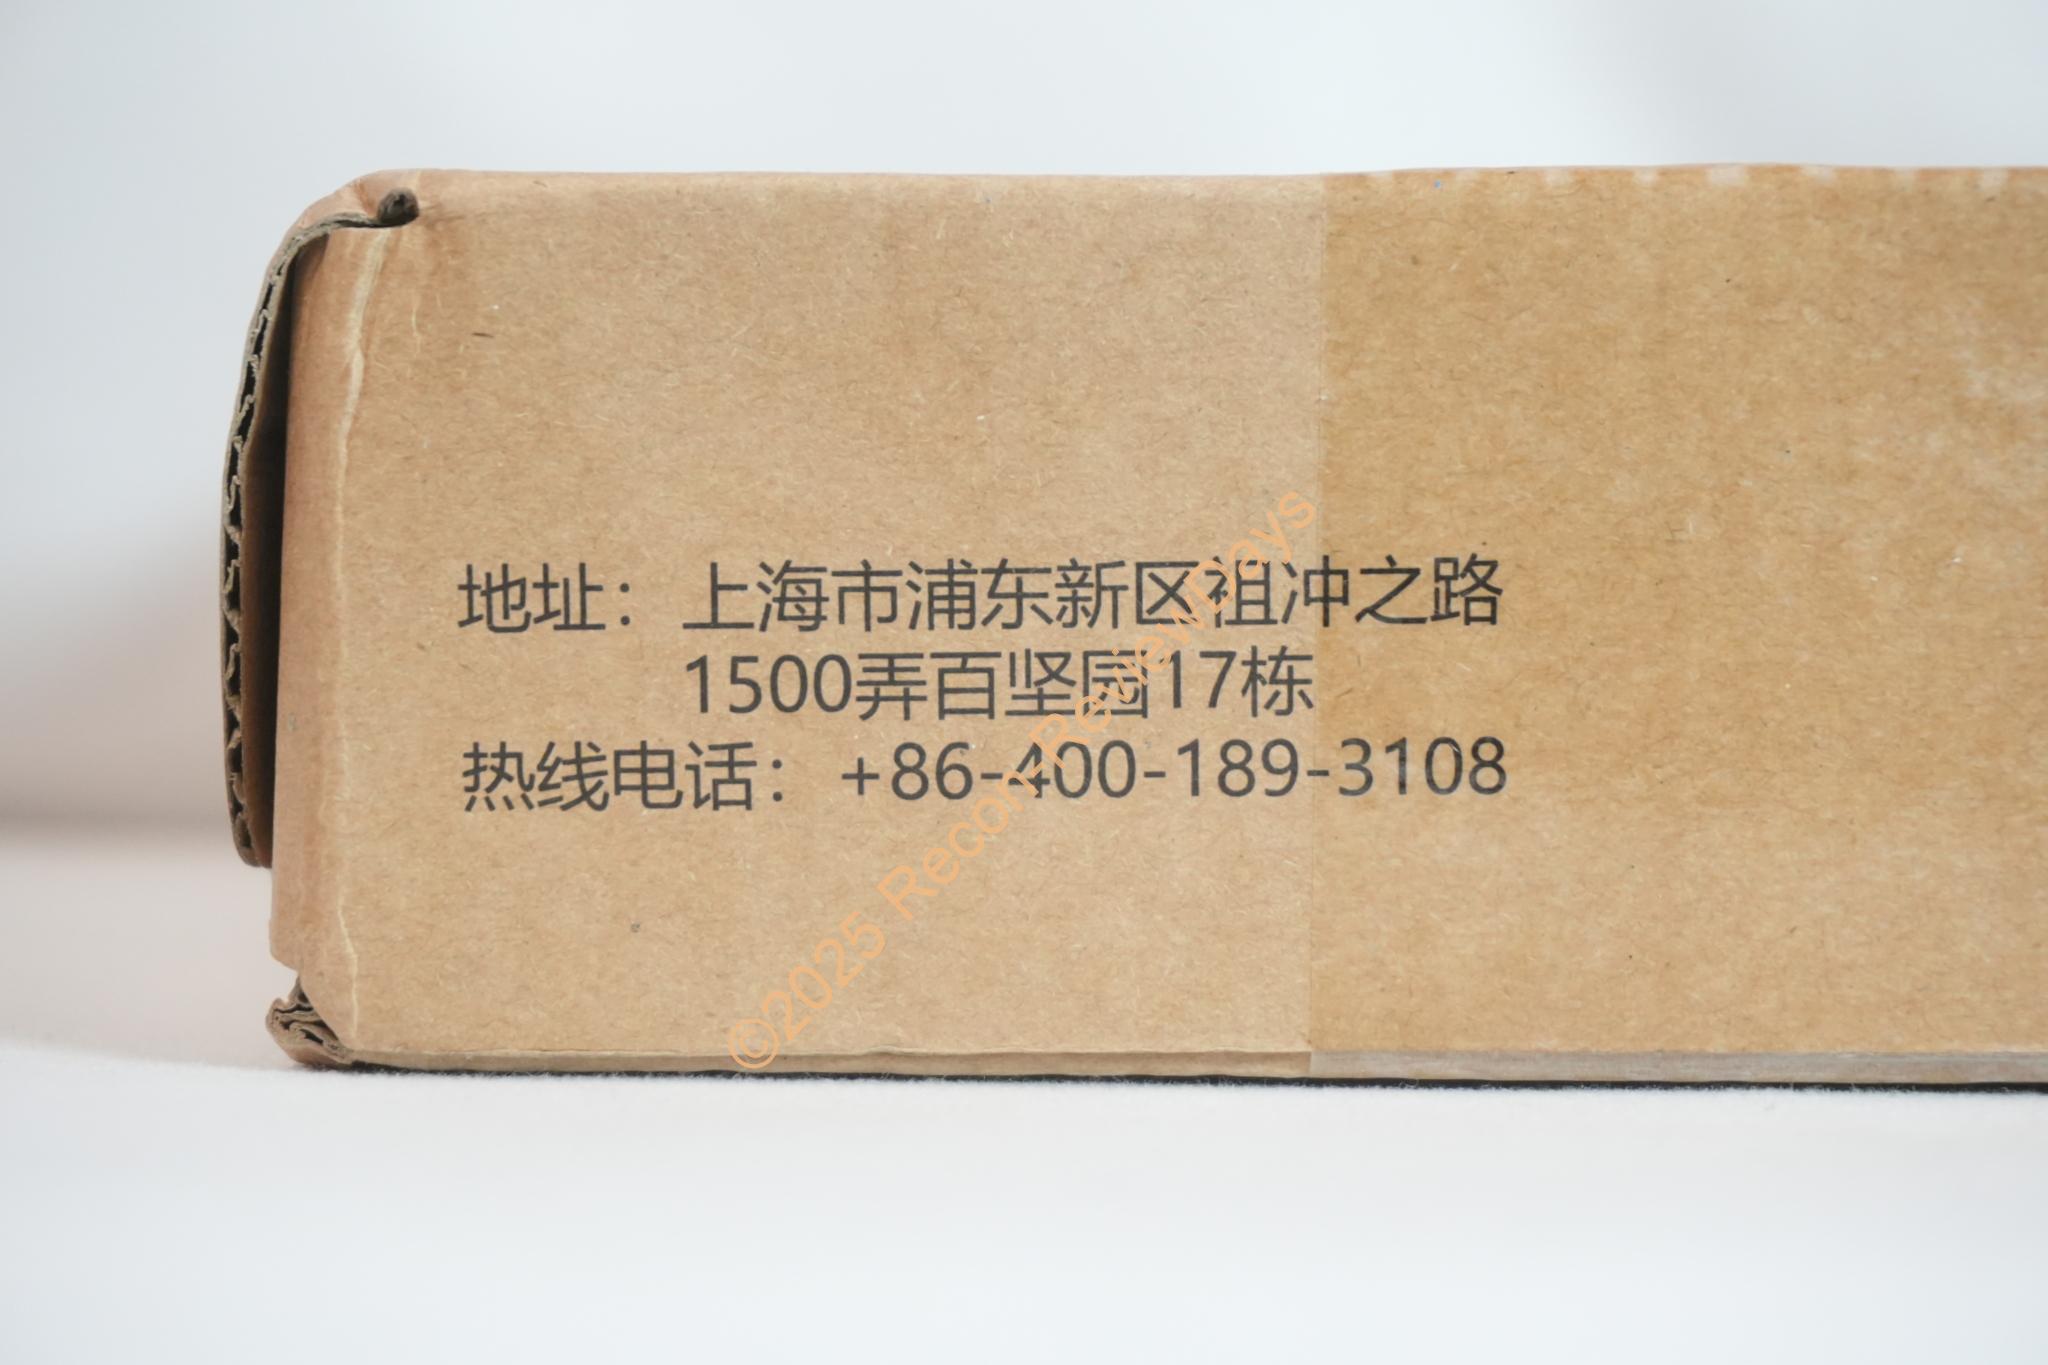 地址：上海市浦东新区祖冲之路
1500弄百坚园17栋
热线电话：+86-400-189-3108
©2025 Recon-ReviewDays